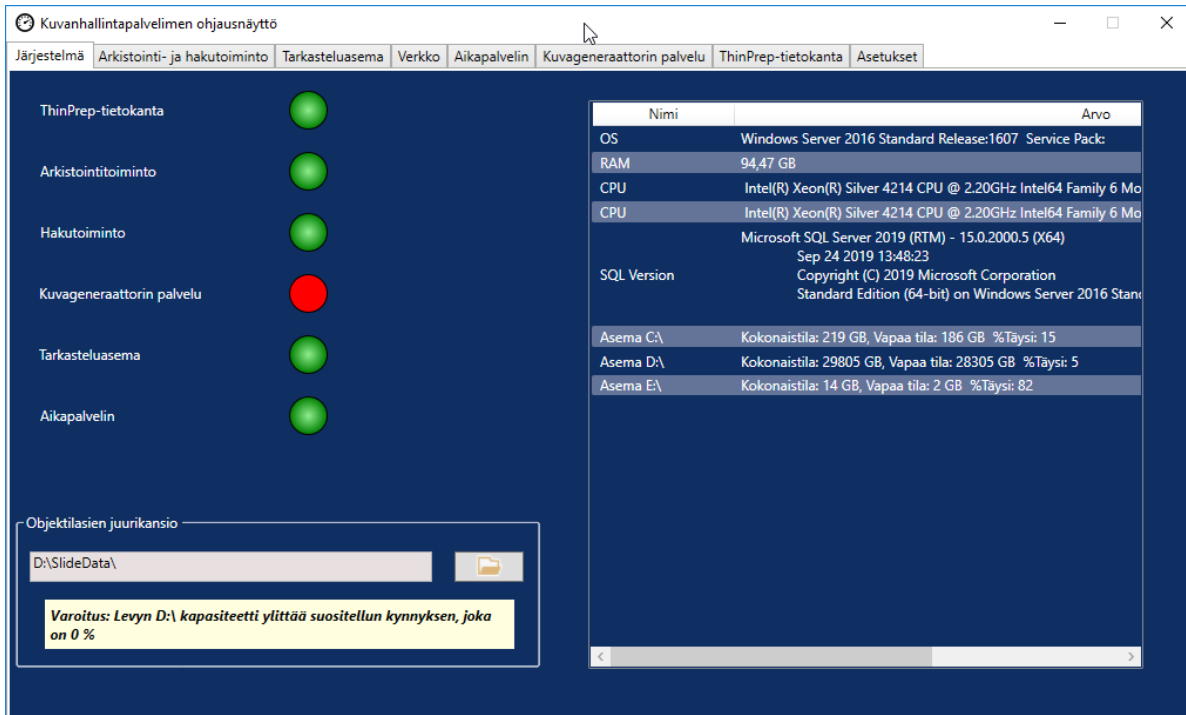 Kuvanhallintapalvelimen ohjausnäyttö
Järjestelmä Arkistointi- ja hakutoiminto Tarkasteluasema Verkko Aikapalvelin Kuvageneraattorin palvelu ThinPrep-tietokanta Asetukset
ThinPrep-tietokanta
Arkistointitoiminto
Hakutoiminto
Kuvageneraattorin palvelu
Tarkasteluasema
Aikapalvelin
Objektilasien juurikansio
D:\SlideData\
Varoitus: Levyn D:\ kapasiteetti ylittää suositellun kynnyksen, joka
on 0 %
Nimi Arvo
OS Windows Server 2016 Standard Release:1607 Service Pack:
RAM 94,47 GB
CPU Intel(R) Xeon(R) Silver 4214 CPU @ 2.20GHz Intel64 Family 6 Mo
CPU Intel(R) Xeon(R) Silver 4214 CPU @ 2.20GHz Intel64 Family 6 Mo
Microsoft SQL Server 2019 (RTM) - 15.0.2000.5 (X64)
Sep 24 2019 13:48:23
SQL Version Copyright (C) 2019 Microsoft Corporation
Standard Edition (64-bit) on Windows Server 2016 Stan
Asema C:\ Kokonaistila: 219 GB, Vapaa tila: 186 GB %Täysi: 15
Asema D:\ Kokonaistila: 29805 GB, Vapaa tila: 28305 GB %Täysi: 5
Asema E:\ Kokonaistila: 14 GB, Vapaa tila: 2 GB %Täysi: 82